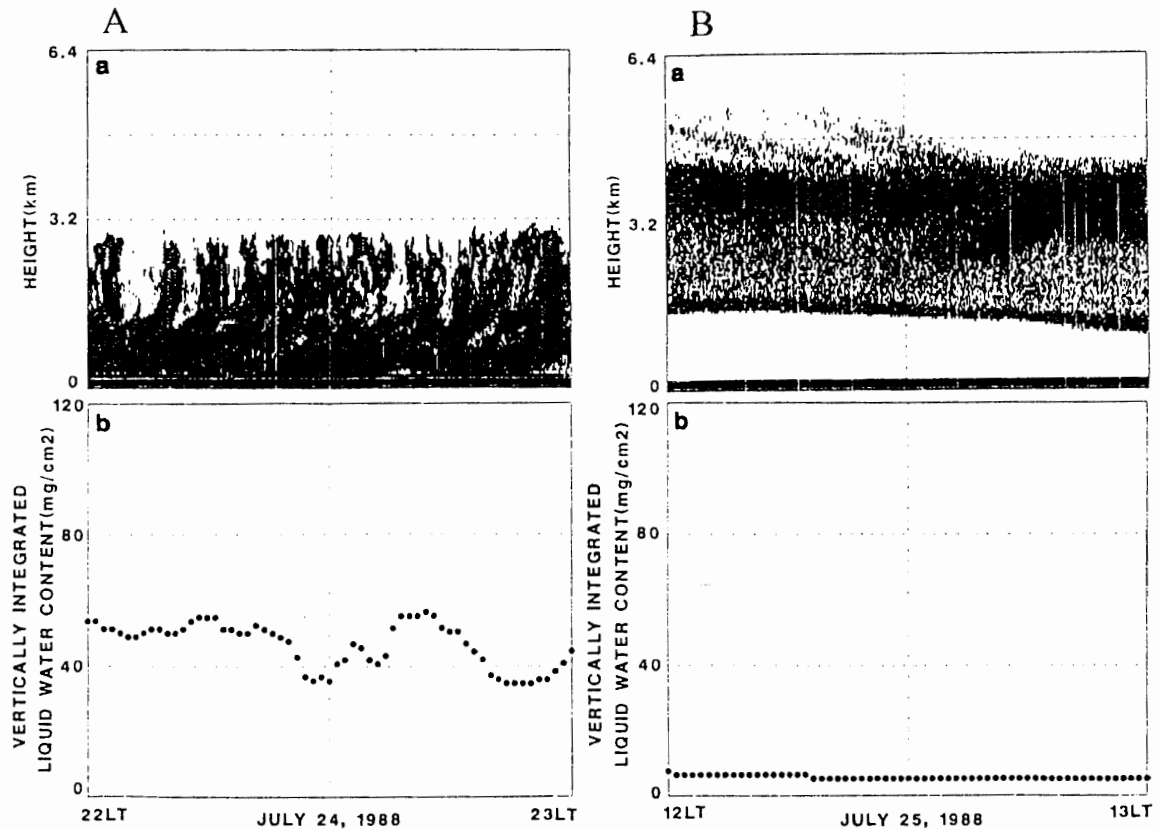 A
6.4
a
HEIGHT(km)
3.2
0
120
b
VERTICALLY INTEGRATED
LIQUID WATER CONTENT(mg/cm2)
80
40
0
22LT
JULY 24, 1988
23LT
B
6.4
a
HEIGHT(km)
3.2
0
120
b
VERTICALLY INTEGRATED
LIQUID WATER CONTENT(mg/cm2)
80
40
0
12LT
JULY 25, 1988
13LT